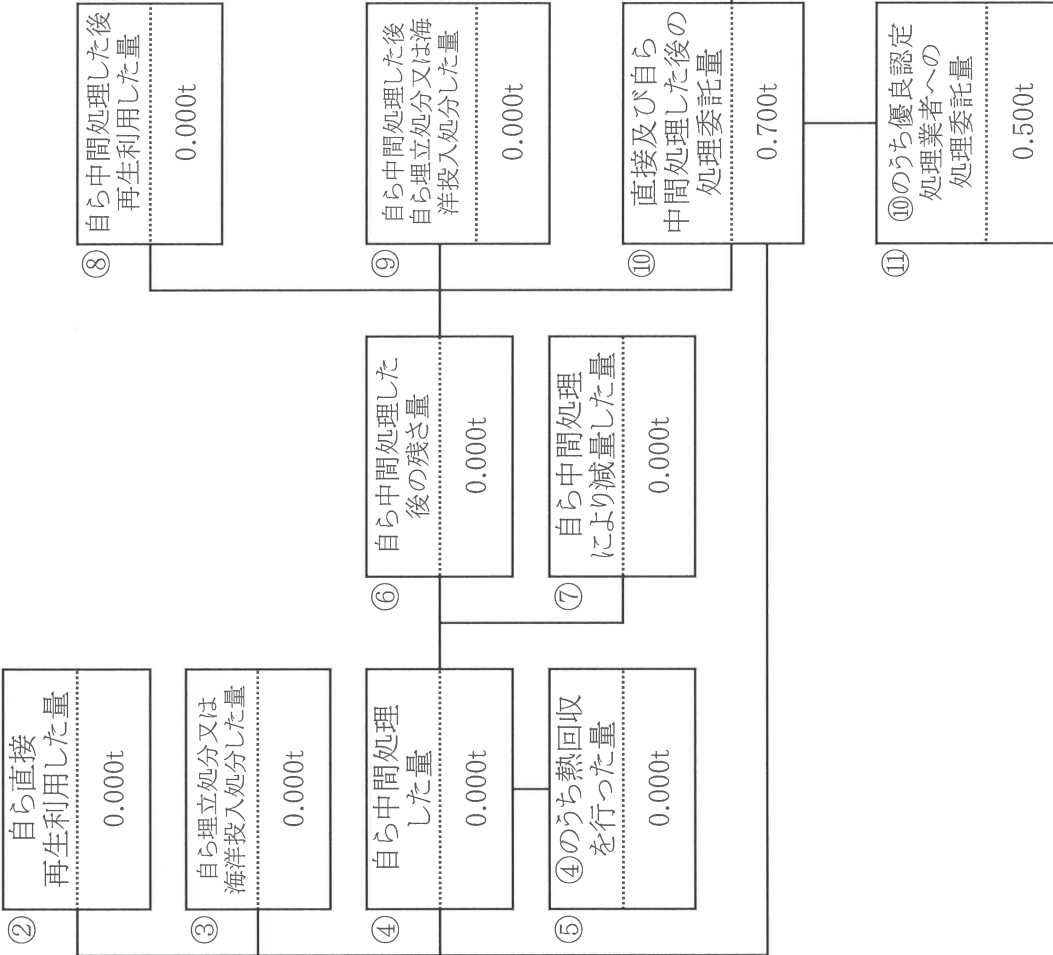 ②
自ら直接
再生利用した量
0.000t
③
自ら埋立処分又は
海洋投入処分した量
0.000t
④
自ら中間処理
した量
0.000t
⑤
④のうち熱回収
を行った量
0.000t
⑥
自ら中間処理した
後の残さ量
0.000t
⑦
自ら中間処理
により減量した量
0.000t
⑧
自ら中間処理した後
再生利用した量
0.000t
⑨
自ら中間処理した後
自ら埋立処分又は海
洋投入処分した量
0.000t
⑩
直接及び自ら
中間処理した後の
処理委託量
0.700t
⑪
⑩のうち優良認定
処理業者への
処理委託量
0.500t